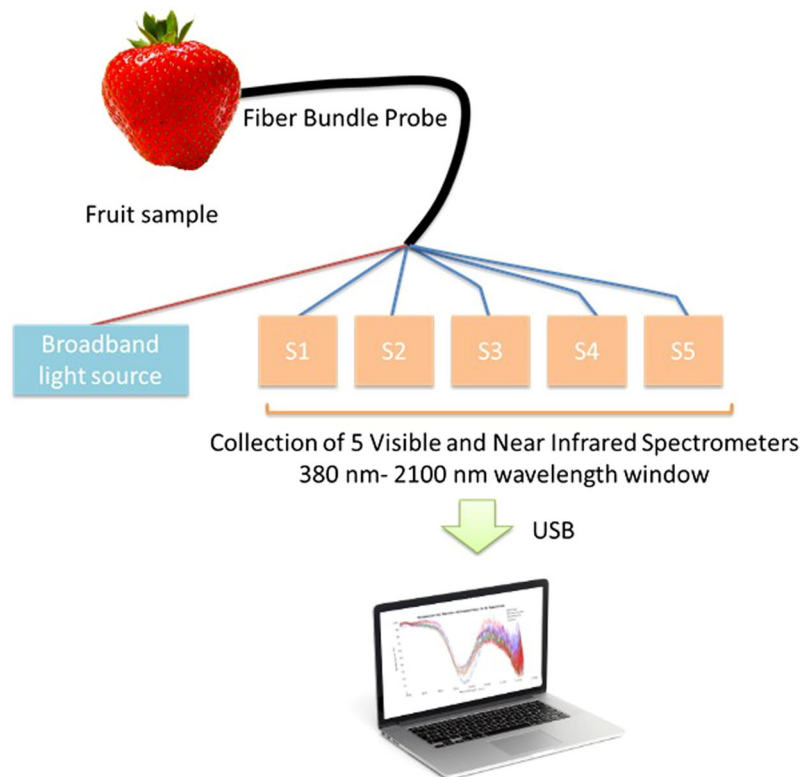 Fiber Bundle Probe
Fruit sample
Broadband
light source
S1
S2
S3
S4
S5
Collection of 5 Visible and Near Infrared Spectrometers
380 nm- 2100 nm wavelength window
USB